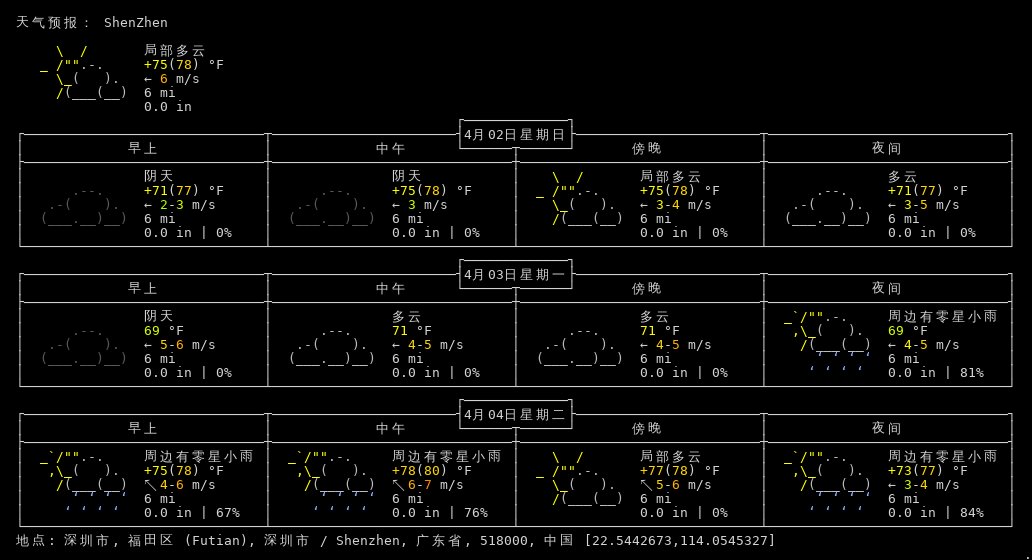 天气预报： ShenZhen
局部多云
+75(78) °F
← 6 m/s
6 mi
0.0 in
4月02日星期日
早上 中午 傍晚 夜间
阴天 阴天 局部多云 多云
+71(77) °F +75(78) °F +75(78) °F +71(77) °F
← 2-3 m/s ← 3 m/s ← 3-4 m/s ← 3-5 m/s
6 mi 6 mi 6 mi 6 mi
0.0 in | 0% 0.0 in | 0% 0.0 in | 0% 0.0 in | 0%
4月03日星期一
早上 中午 傍晚 夜间
阴天 多云 多云 周边有零星小雨
69 °F 71 °F 71 °F 69 °F
← 5-6 m/s ← 4-5 m/s ← 4-5 m/s ← 4-5 m/s
6 mi 6 mi 6 mi 6 mi
0.0 in | 0% 0.0 in | 0% 0.0 in | 0% 0.0 in | 81%
4月04日星期二
早上 中午 傍晚 夜间
周边有零星小雨 周边有零星小雨 局部多云 周边有零星小雨
+75(78) °F +78(80) °F +77(78) °F +73(77) °F
↖ 4-6 m/s ↖ 6-7 m/s ↖ 5-6 m/s ← 3-4 m/s
6 mi 6 mi 6 mi 6 mi
0.0 in | 67% 0.0 in | 76% 0.0 in | 0% 0.0 in | 84%
地点: 深圳市, 福田区 (Futian), 深圳市 / Shenzhen, 广东省, 518000, 中国 [22.5442673,114.0545327]